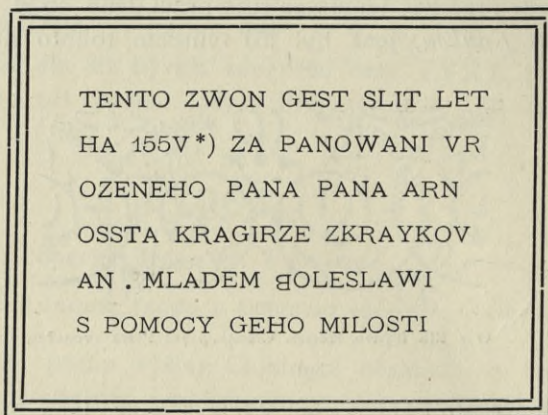 TENTO ZWON GEST SLIT LET
HA 155V*) ZA PANOWANI VR
OZENEHO PANA PANA ARN
OSSTA KRAGIRZE ZKRAYKOV
AN . MLADEM BOLESLAWI
S POMOCY GEHO MILOSTI